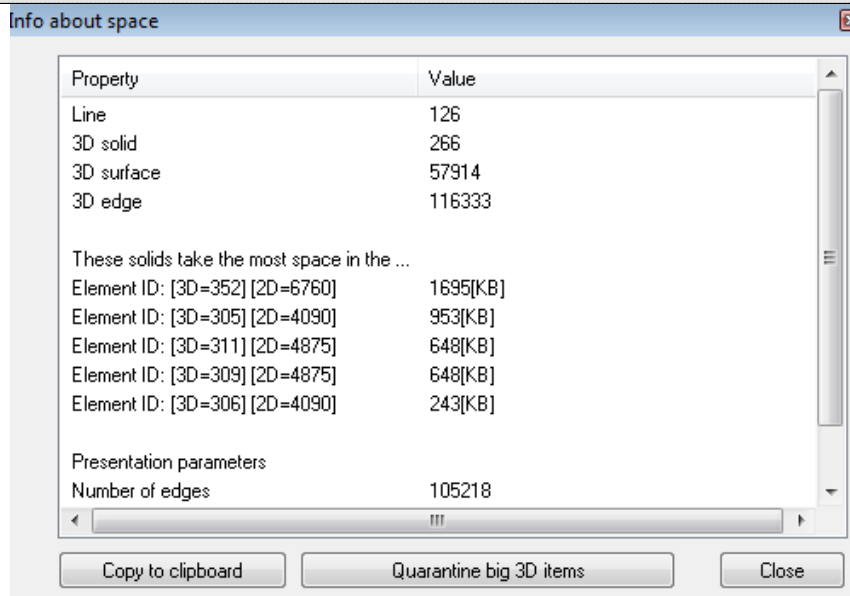 Info about space
Property Value
Line 126
3D solid 266
3D surface 57914
3D edge 116333
These solids take the most space in the ...
Element ID: [3D=352] [2D=6760] 1695[KB]
Element ID: [3D=305] [2D=4090] 953[KB]
Element ID: [3D=311] [2D=4875] 648[KB]
Element ID: [3D=309] [2D=4875] 648[KB]
Element ID: [3D=306] [2D=4090] 243[KB]
Presentation parameters
Number of edges 105218
Copy to clipboard Quarantine big 3D items Close